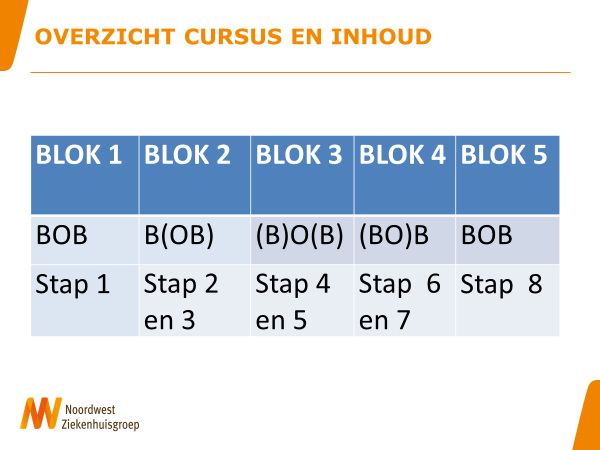 OVERZICHT CURSUS EN INHOUD
BLOK 1 BLOK 2 BLOK 3 BLOK 4 BLOK 5
BOB B(OB) (B)O(B) (BO)B BOB
Stap 1 Stap 2 Stap 4 Stap 6 Stap 8
en 3 en 5 en 7
Noordwest
Ziekenhuisgroep